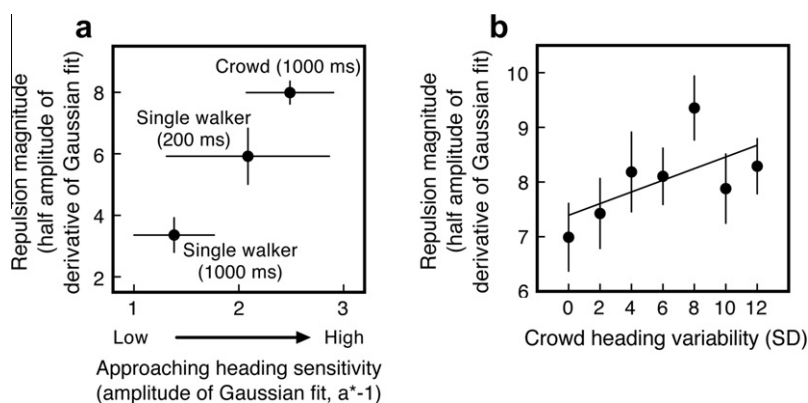 a
Repulsion magnitude
(half amplitude of
derivative of Gaussian fit)
8
6
4
2
Crowd (1000 ms)
Single walker
(200 ms)
Single walker
(1000 ms)
1 2 3
Low High
Approaching heading sensitivity
(amplitude of Gaussian fit, a*-1)
b
Repulsion magnitude
(half amplitude of
derivative of Gaussian fit)
10
9
8
7
6
0 2 4 6 8 10 12
Crowd heading variability (SD)